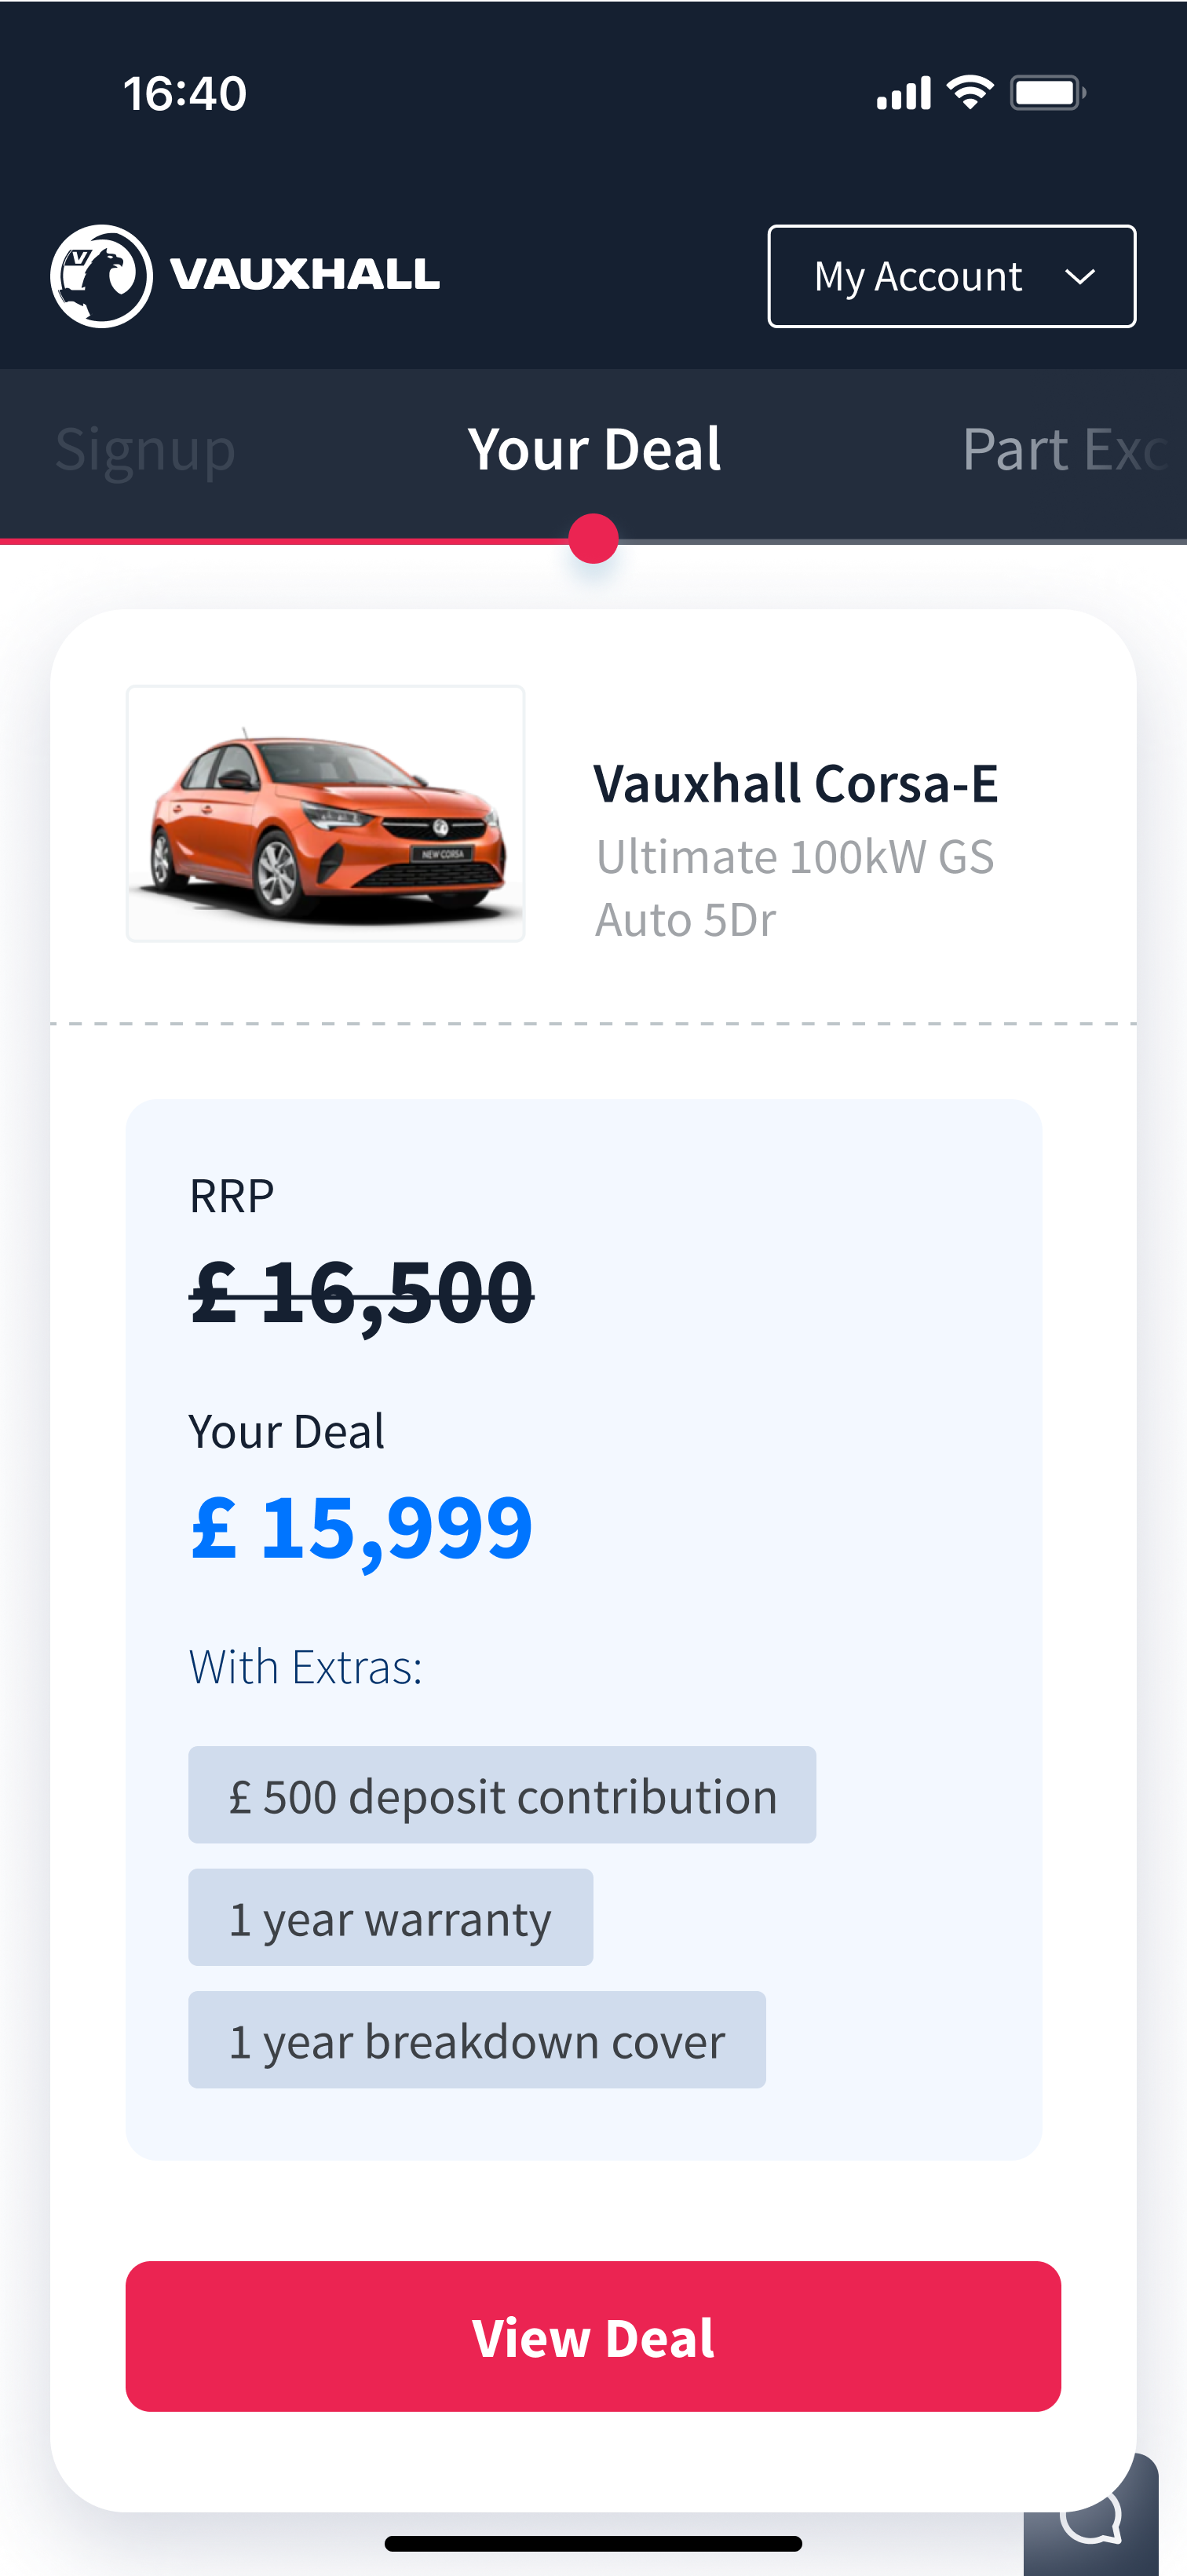 16:40
VAUXHALL
My Account
Signup
Your Deal
Part Exc
V
NEW CORSA
Vauxhall Corsa-E
Ultimate 100kW GS
Auto 5Dr
RRP
£ 16,500
Your Deal
£ 15,999
With Extras:
£ 500 deposit contribution
1 year warranty
1 year breakdown cover
View Deal